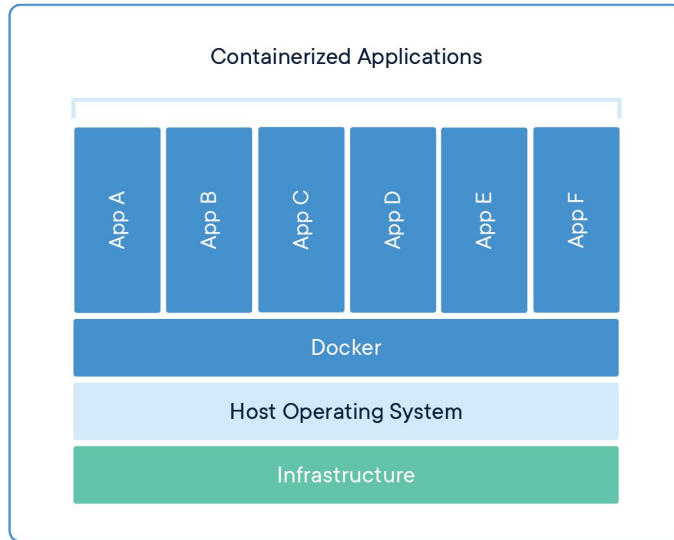 Containerized Applications
App A
App B
App C
App D
App E
App F
Docker
Host Operating System
Infrastructure